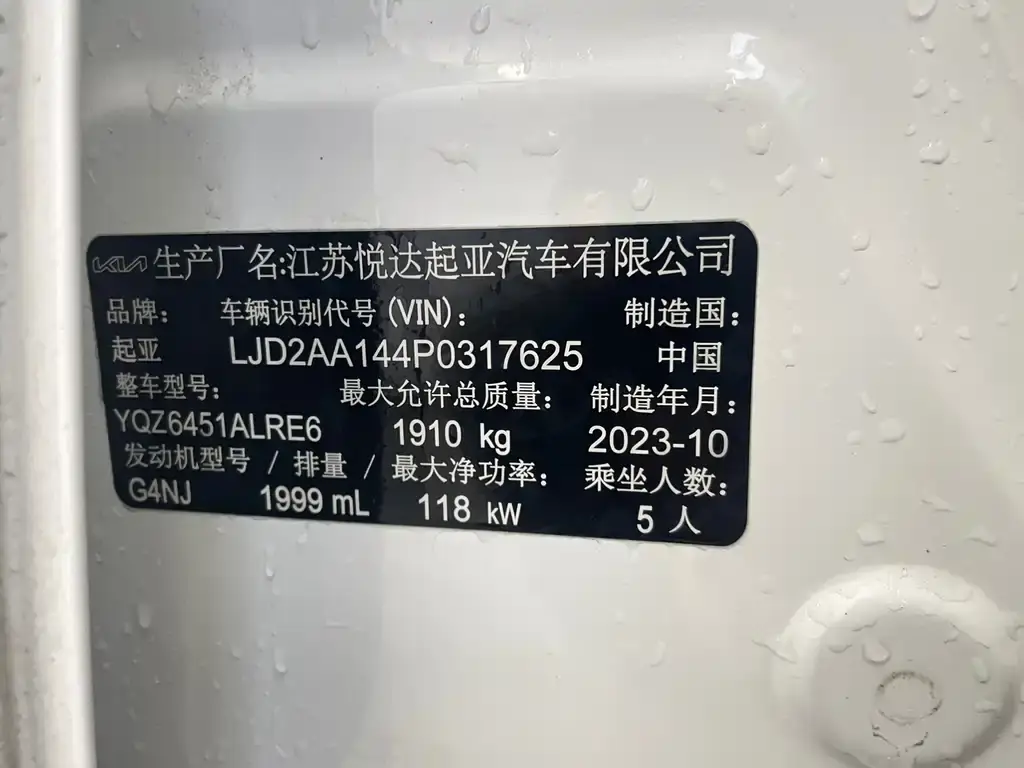 KIA 生产厂名:江苏悦达起亚汽车有限公司
品牌: 车辆识别代号(VIN): 制造国:
起亚 LJD2AA144P0317625 中国
整车型号: 最大允许总质量: 制造年月:
YQZ6451ALRE6 1910 kg 2023-10
发动机型号 / 排量 / 最大净功率: 乘坐人数:
G4NJ 1999 mL 118 kW 5 人